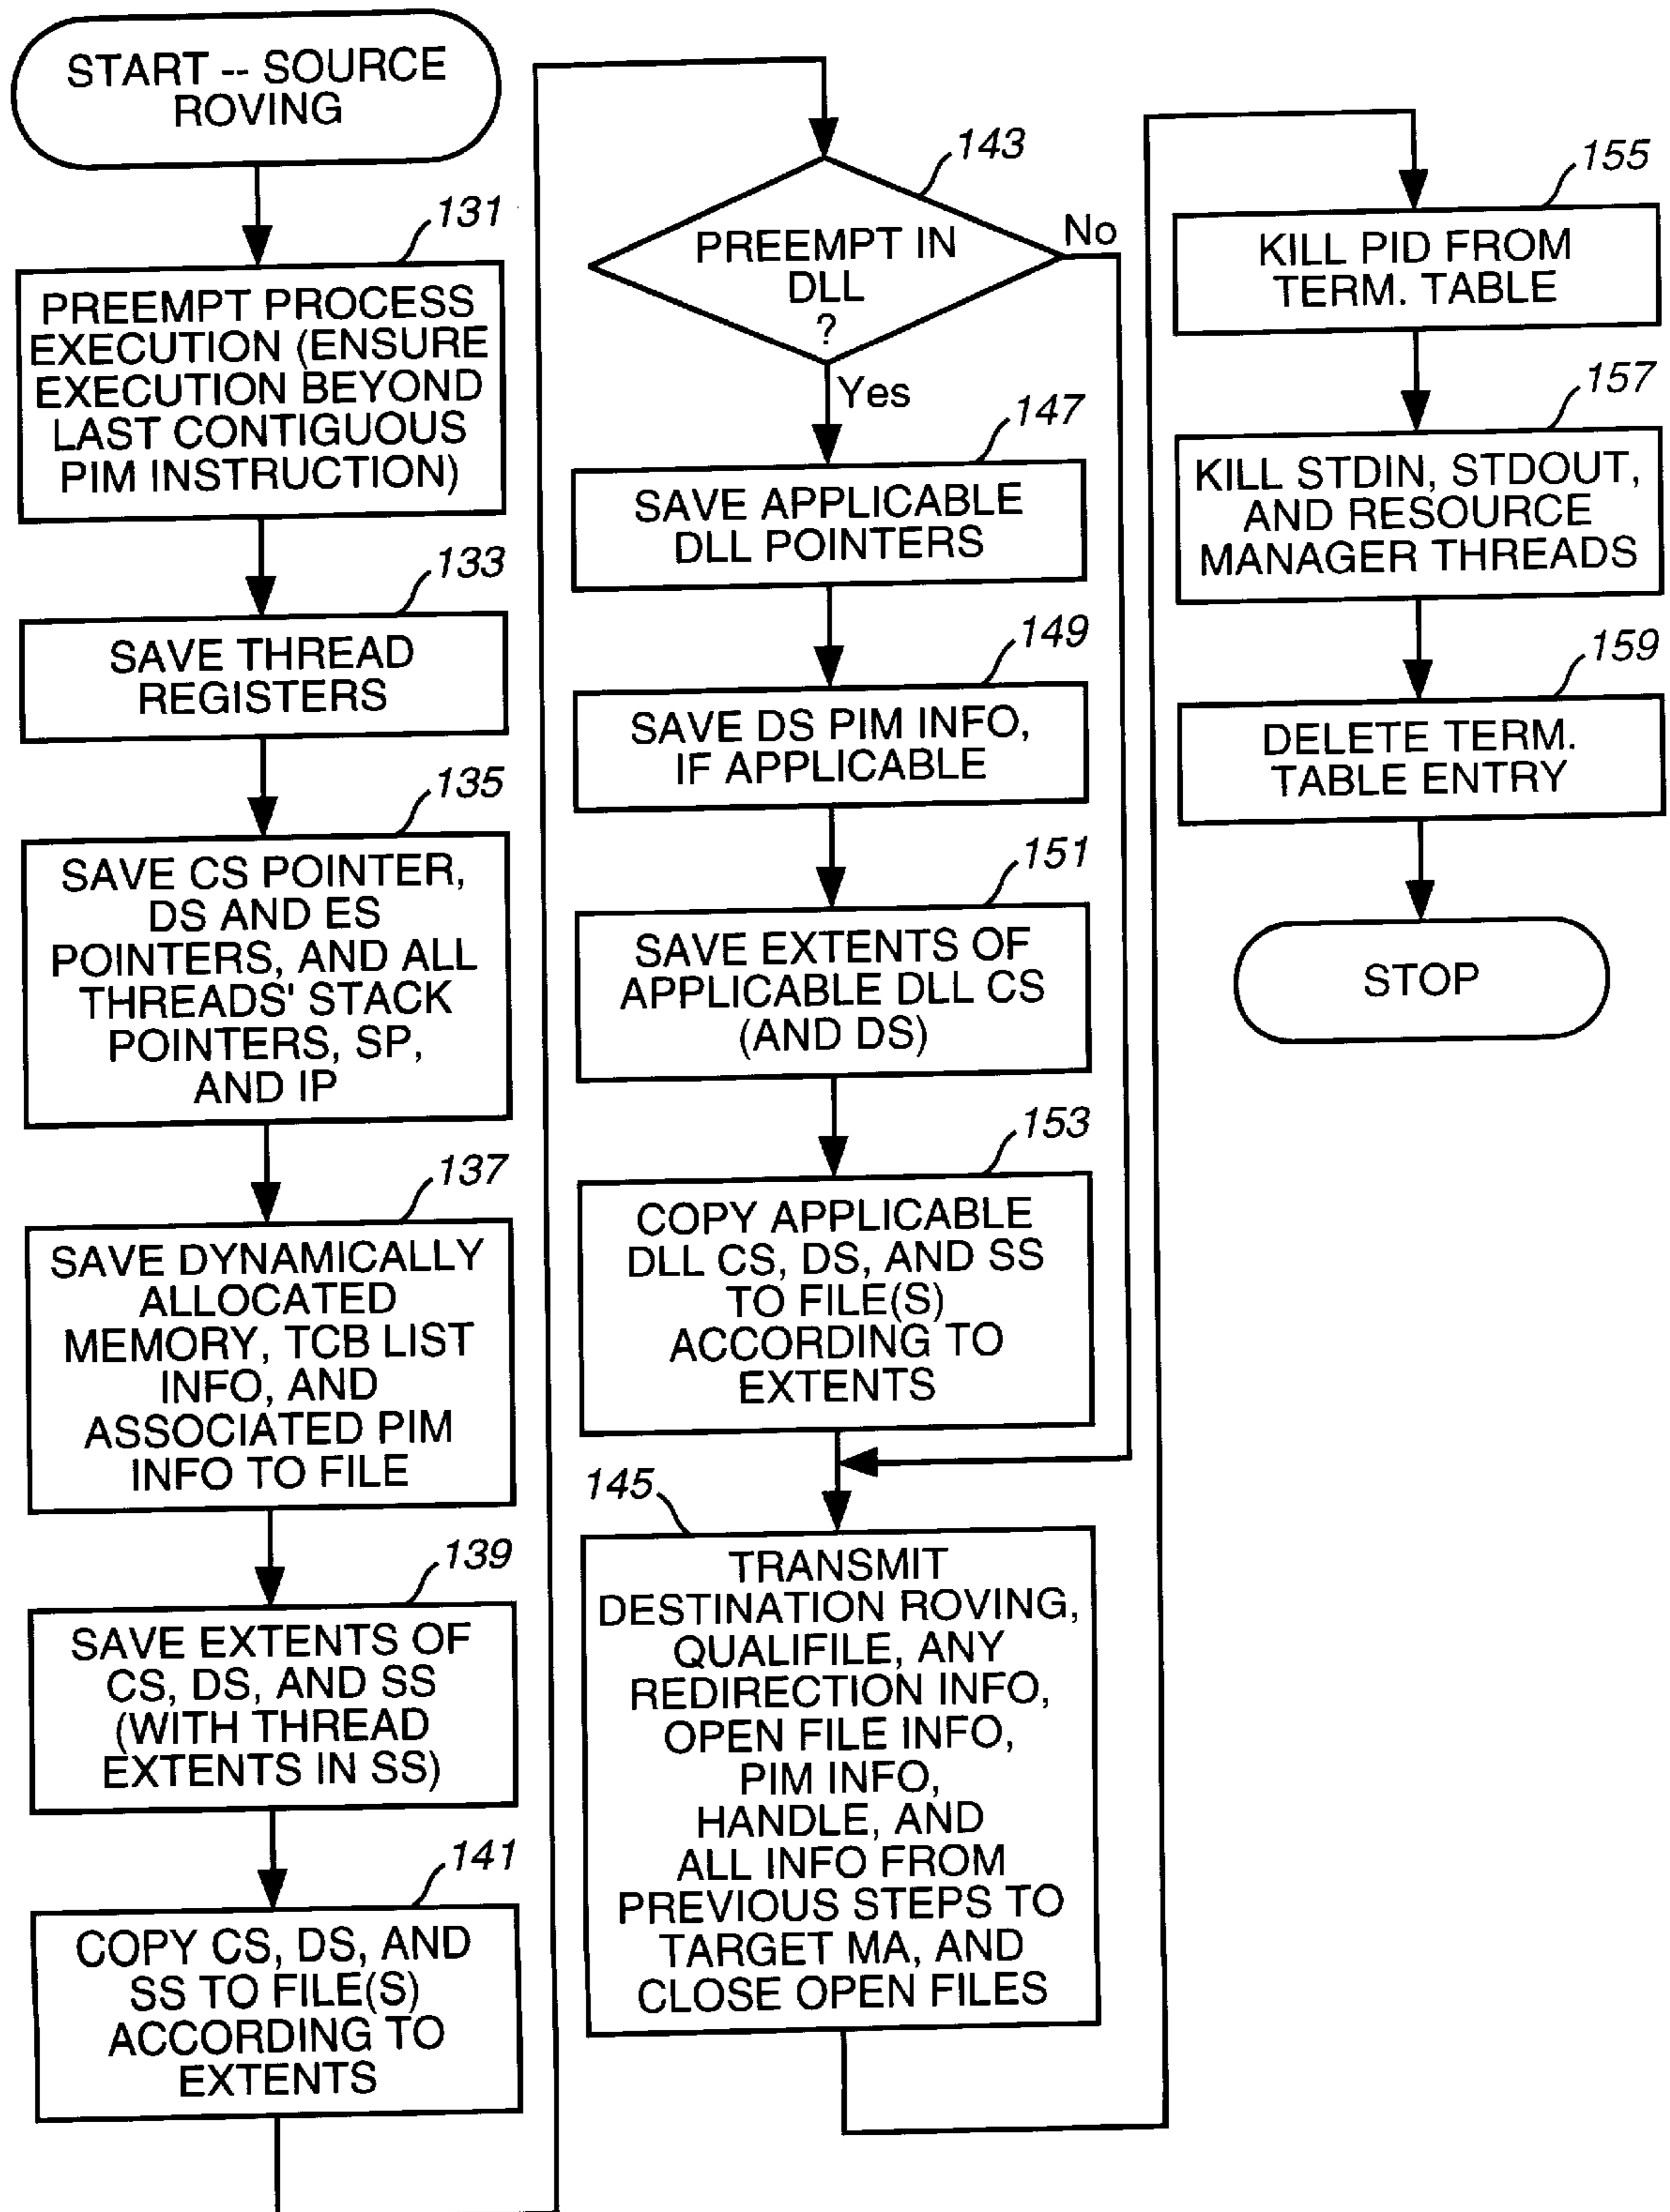 START -- SOURCE
ROVING
131
PREEMPT PROCESS
EXECUTION (ENSURE
EXECUTION BEYOND
LAST CONTIGUOUS
PIM INSTRUCTION)
133
SAVE THREAD
REGISTERS
135
SAVE CS POINTER,
DS AND ES
POINTERS, AND ALL
THREADS' STACK
POINTERS, SP,
AND IP
137
SAVE DYNAMICALLY
ALLOCATED
MEMORY, TCB LIST
INFO, AND
ASSOCIATED PIM
INFO TO FILE
139
SAVE EXTENTS OF
CS, DS, AND SS
(WITH THREAD
EXTENTS IN SS)
141
COPY CS, DS, AND
SS TO FILE(S)
ACCORDING TO
EXTENTS
143
PREEMPT IN
DLL
?
No
Yes
147
SAVE APPLICABLE
DLL POINTERS
149
SAVE DS PIM INFO,
IF APPLICABLE
151
SAVE EXTENTS OF
APPLICABLE DLL CS
(AND DS)
153
COPY APPLICABLE
DLL CS, DS, AND SS
TO FILE(S)
ACCORDING TO
EXTENTS
145
TRANSMIT
DESTINATION ROVING,
QUALIFILE, ANY
REDIRECTION INFO,
OPEN FILE INFO,
PIM INFO,
HANDLE, AND
ALL INFO FROM
PREVIOUS STEPS TO
TARGET MA, AND
CLOSE OPEN FILES
155
KILL PID FROM
TERM. TABLE
157
KILL STDIN, STDOUT,
AND RESOURCE
MANAGER THREADS
159
DELETE TERM.
TABLE ENTRY
STOP